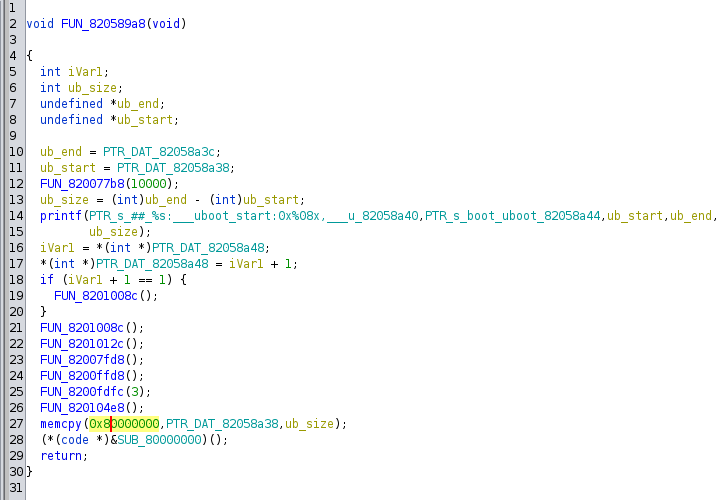 1
2 void FUN_820589a8(void)
3
4 {
5 int iVar1;
6 int ub_size;
7 undefined *ub_end;
8 undefined *ub_start;
9
10 ub_end = PTR_DAT_82058a3c;
11 ub_start = PTR_DAT_82058a38;
12 FUN_820077b8(10000);
13 ub_size = (int)ub_end - (int)ub_start;
14 printf(PTR_s_##_%s:___uboot_start:0x%08x,___u_82058a40,PTR_s_boot_uboot_82058a44,ub_start,ub_end,
15 ub_size);
16 iVar1 = *(int *)PTR_DAT_82058a48;
17 *(int *)PTR_DAT_82058a48 = iVar1 + 1;
18 if (iVar1 + 1 == 1) {
19 FUN_8201008c();
20 }
21 FUN_8201008c();
22 FUN_8201012c();
23 FUN_82007fd8();
24 FUN_8200ffd8();
25 FUN_8200fdfc(3);
26 FUN_820104e8();
27 memcpy(0x80000000,PTR_DAT_82058a38,ub_size);
28 (*(code *)&SUB_80000000)();
29 return;
30 }
31